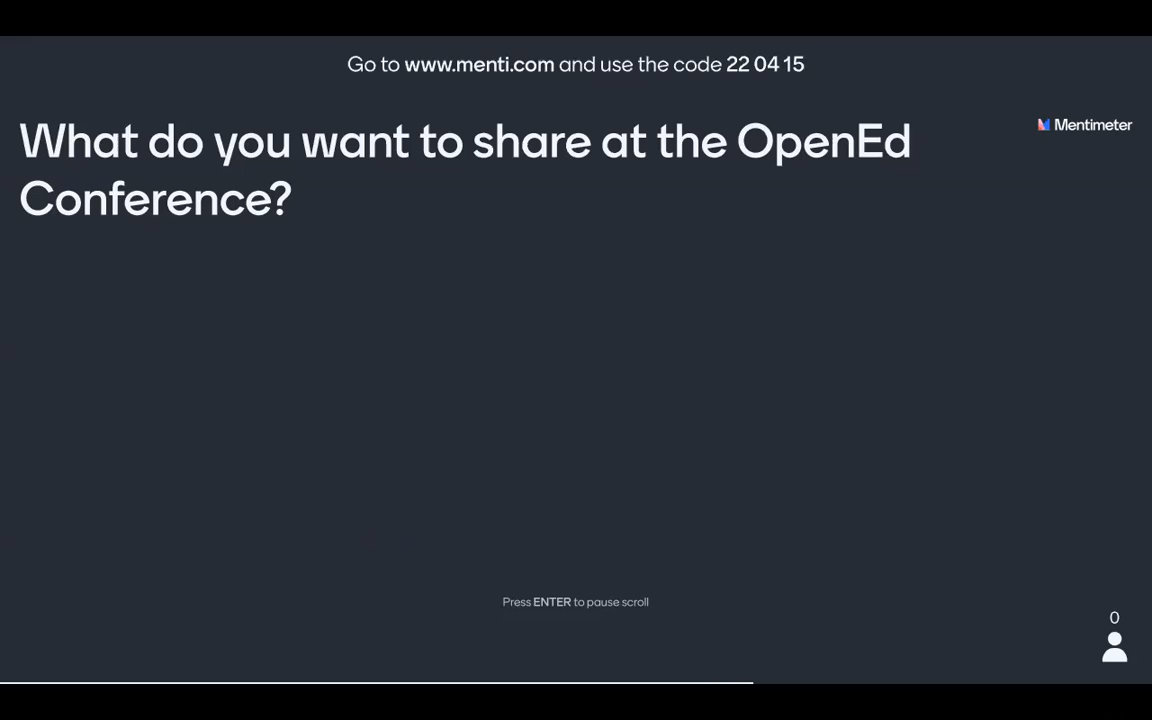 Go to www.menti.com and use the code 22 04 15
What do you want to share at the OpenEd
Conference?
Mentimeter
Press ENTER to pause scroll
0